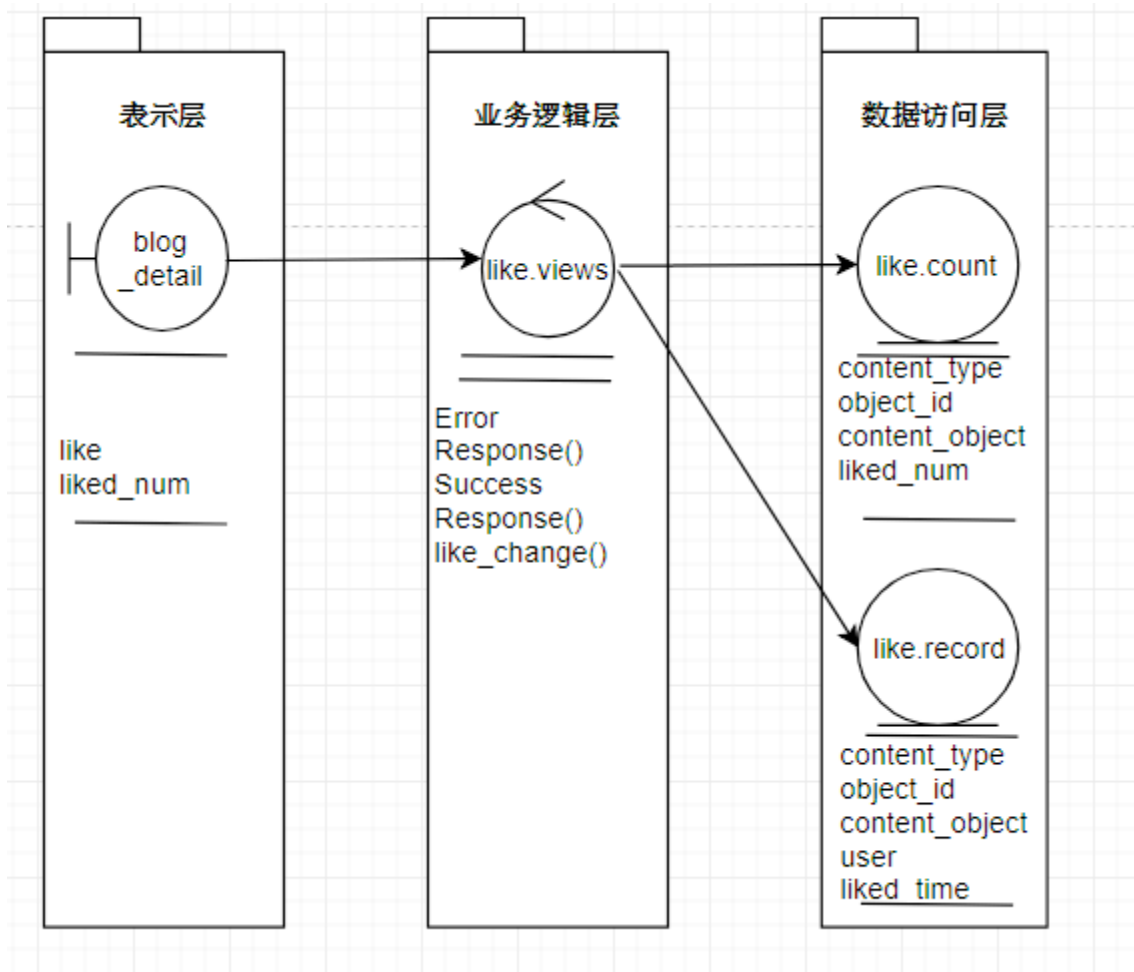 表示层
blog
_detail
like
liked_num
业务逻辑层
like.views
Error
Response()
Success
Response()
like_change()
数据访问层
like.count
content_type
object_id
content_object
liked_num
like.record
content_type
object_id
content_object
user
liked_time